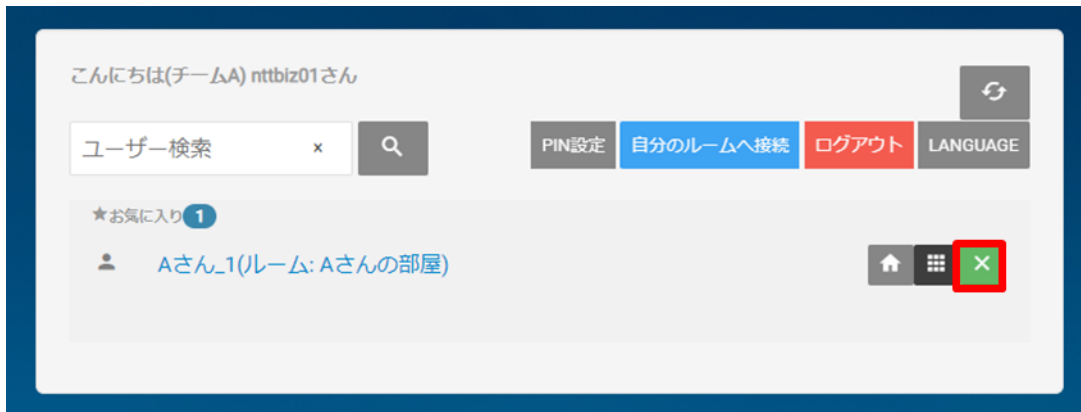 こんにちは(チームA) nttbiz01さん
ユーザー検索 ×
PIN設定 自分のルームへ接続 ログアウト LANGUAGE
★お気に入り 1
Aさん_1(ルーム: Aさんの部屋)